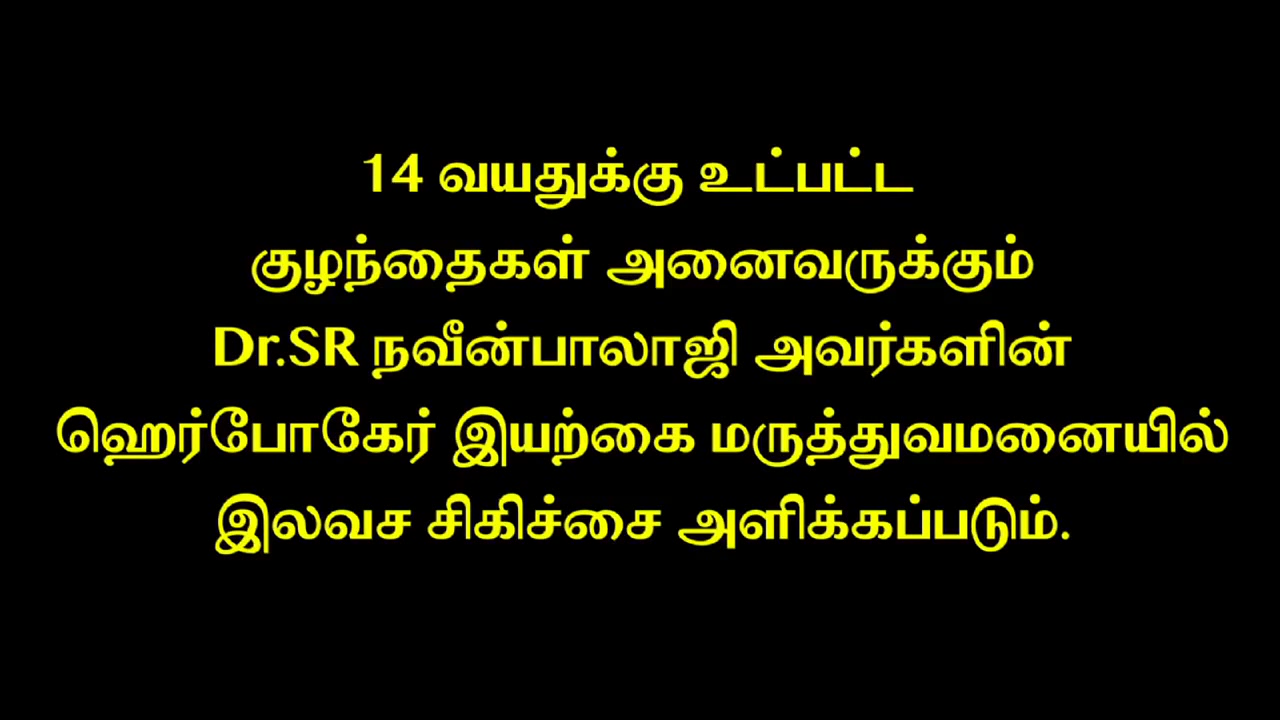 14 வயதுக்கு உட்பட்ட
குழந்தைகள் அனைவருக்கும்
Dr.SR நவீன்பாலாஜி அவர்களின்
ஹெர்போகேர் இயற்கை மருத்துவமனையில்
இலவச சிகிச்சை அளிக்கப்படும்.